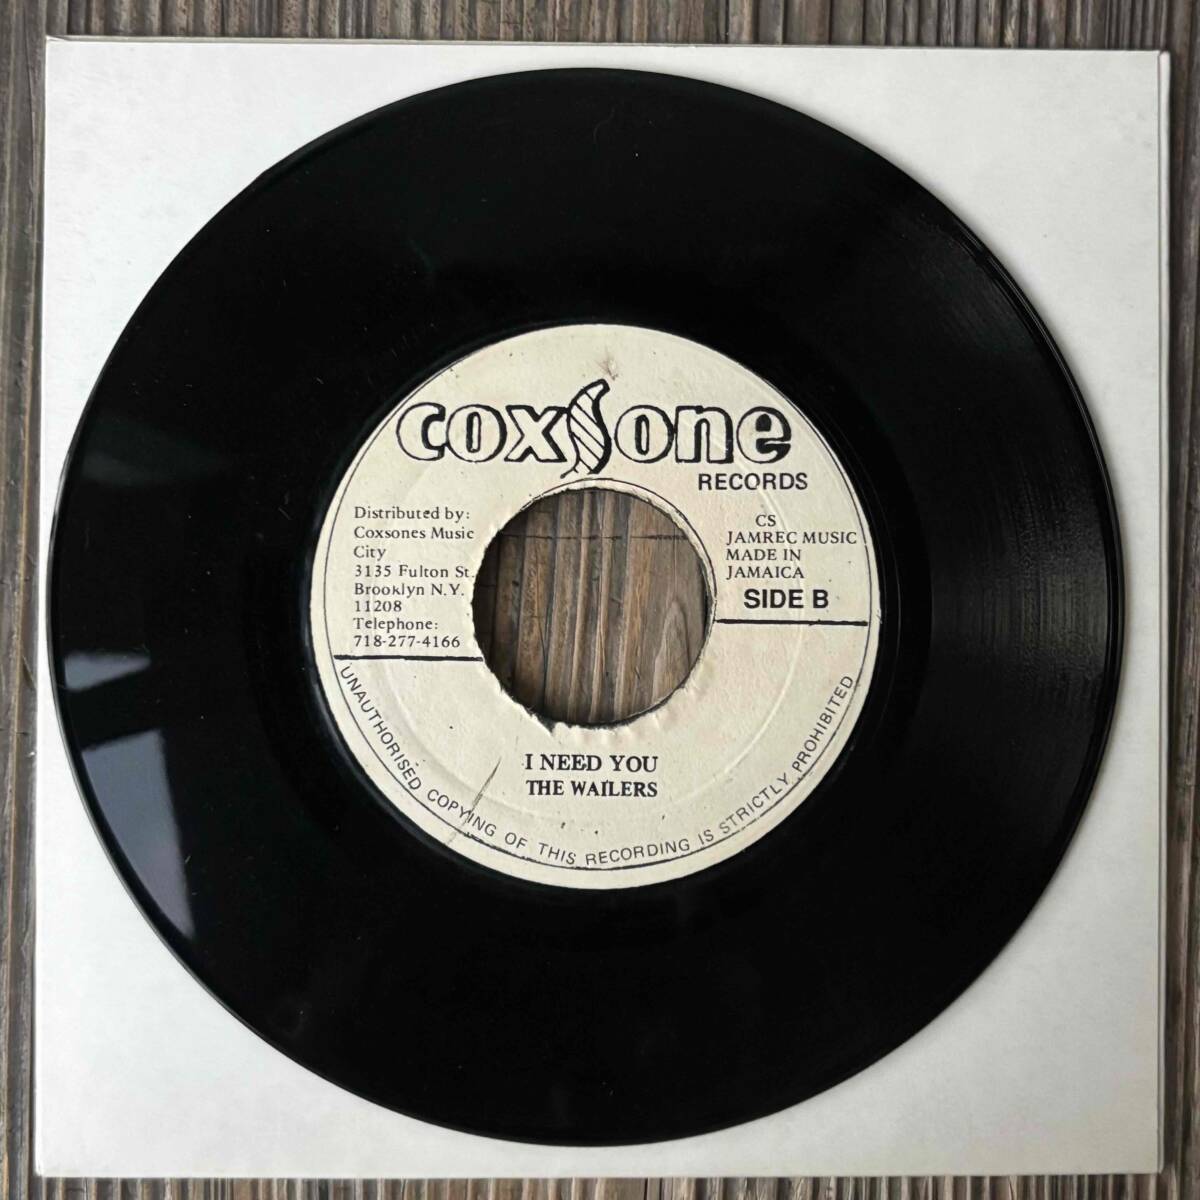 coxsone
RECORDS
Distributed by:
Coxsones Music
City
3135 Fulton St.
Brooklyn N.Y.
11208
Telephone:
718-277-4166
CS
JAMREC MUSIC
MADE IN
JAMAICA
SIDE B
I NEED YOU
THE WAILERS
UNAUTHORISED COPYING OF THIS RECORDING IS STRICTLY PROHIBITED